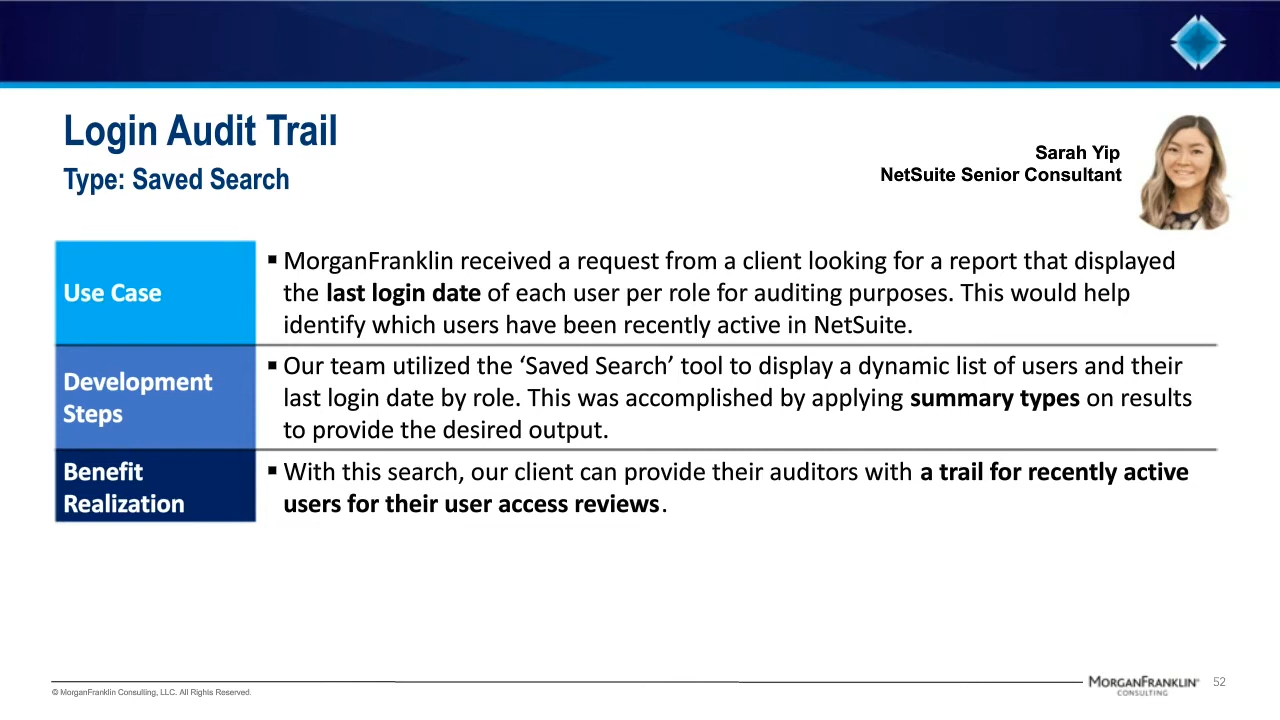 Login Audit Trail
Type: Saved Search
Sarah Yip
NetSuite Senior Consultant
Use Case
▪ MorganFranklin received a request from a client looking for a report that displayed
the last login date of each user per role for auditing purposes. This would help
identify which users have been recently active in NetSuite.
Development
Steps
▪ Our team utilized the ‘Saved Search’ tool to display a dynamic list of users and their
last login date by role. This was accomplished by applying summary types on results
to provide the desired output.
Benefit
Realization
▪ With this search, our client can provide their auditors with a trail for recently active
users for their user access reviews.
© MorganFranklin Consulting, LLC. All Rights Reserved.
MORGANFRANKLIN
CONSULTING
52